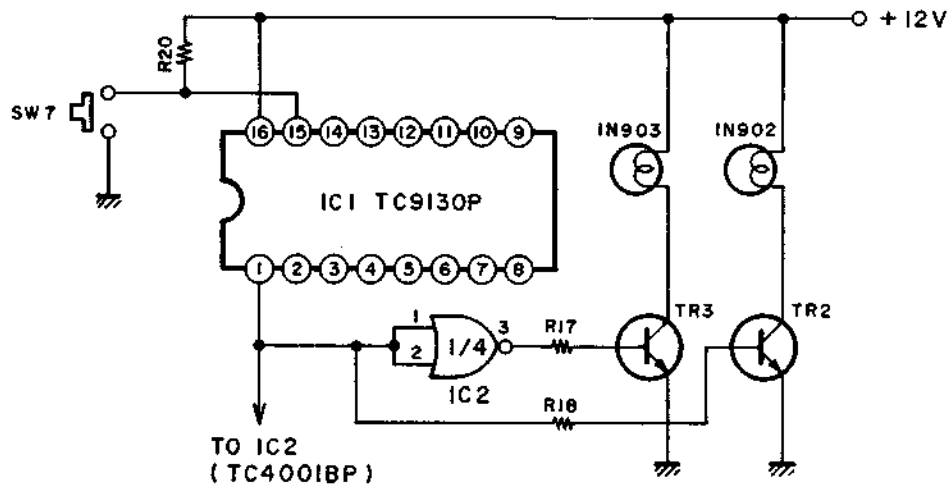 +12V
R20
SW7
16 15 14 13 12 11 10 9
IN903
IN902
IC1 TC9130P
1 2 3 4 5 6 7 8
TR3
TR2
1
2
1/4
3
R17
IC2
R18
TO IC2
(TC4001BP)